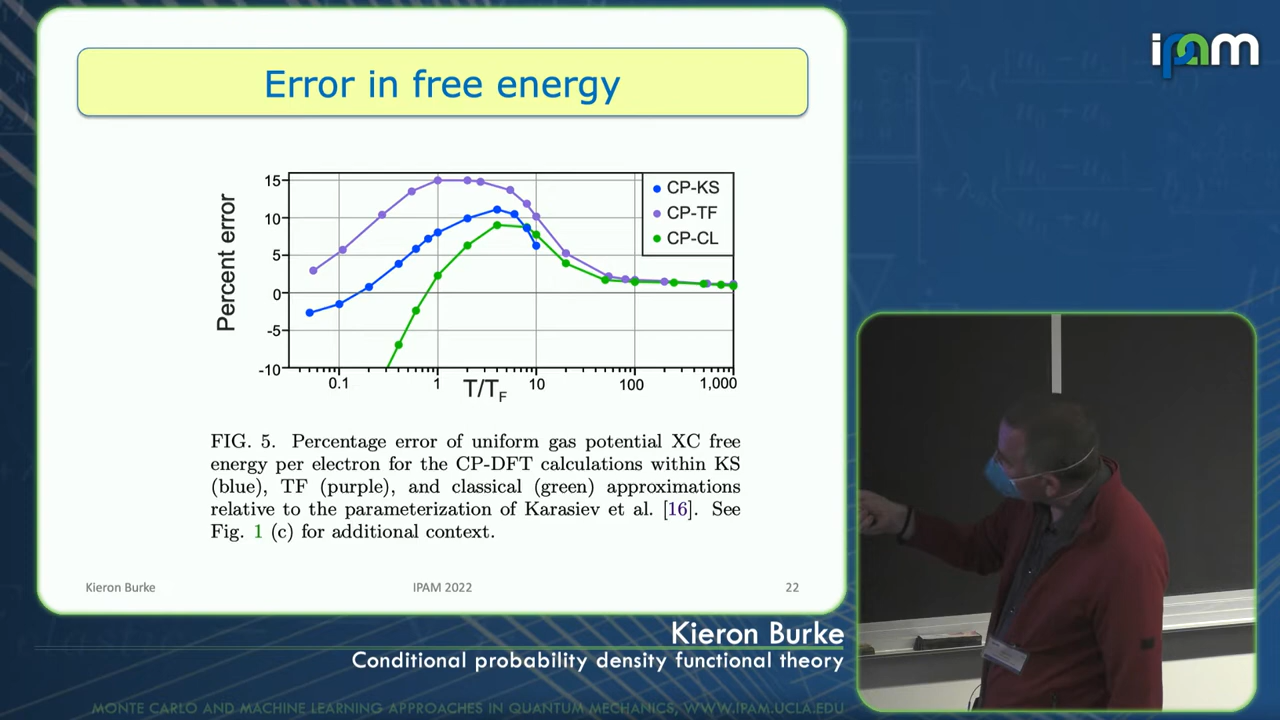 ipam
Error in free energy
15
10
5
0
-5
-10
Percent error
CP-KS
CP-TF
CP-CL
0.1
1
10
100
1,000
T/TF
FIG. 5. Percentage error of uniform gas potential XC free
energy per electron for the CP-DFT calculations within KS
(blue), TF (purple), and classical (green) approximations
relative to the parameterization of Karasiev et al. [16]. See
Fig. 1 (c) for additional context.
Kieron Burke
IPAM 2022
22
Kieron Burke
Conditional probability density functional theory
MONTE CARLO AND MACHINE LEARNING APPROACHES IN QUANTUM MECHANICS, WWW.IPAM.UCLA.EDU